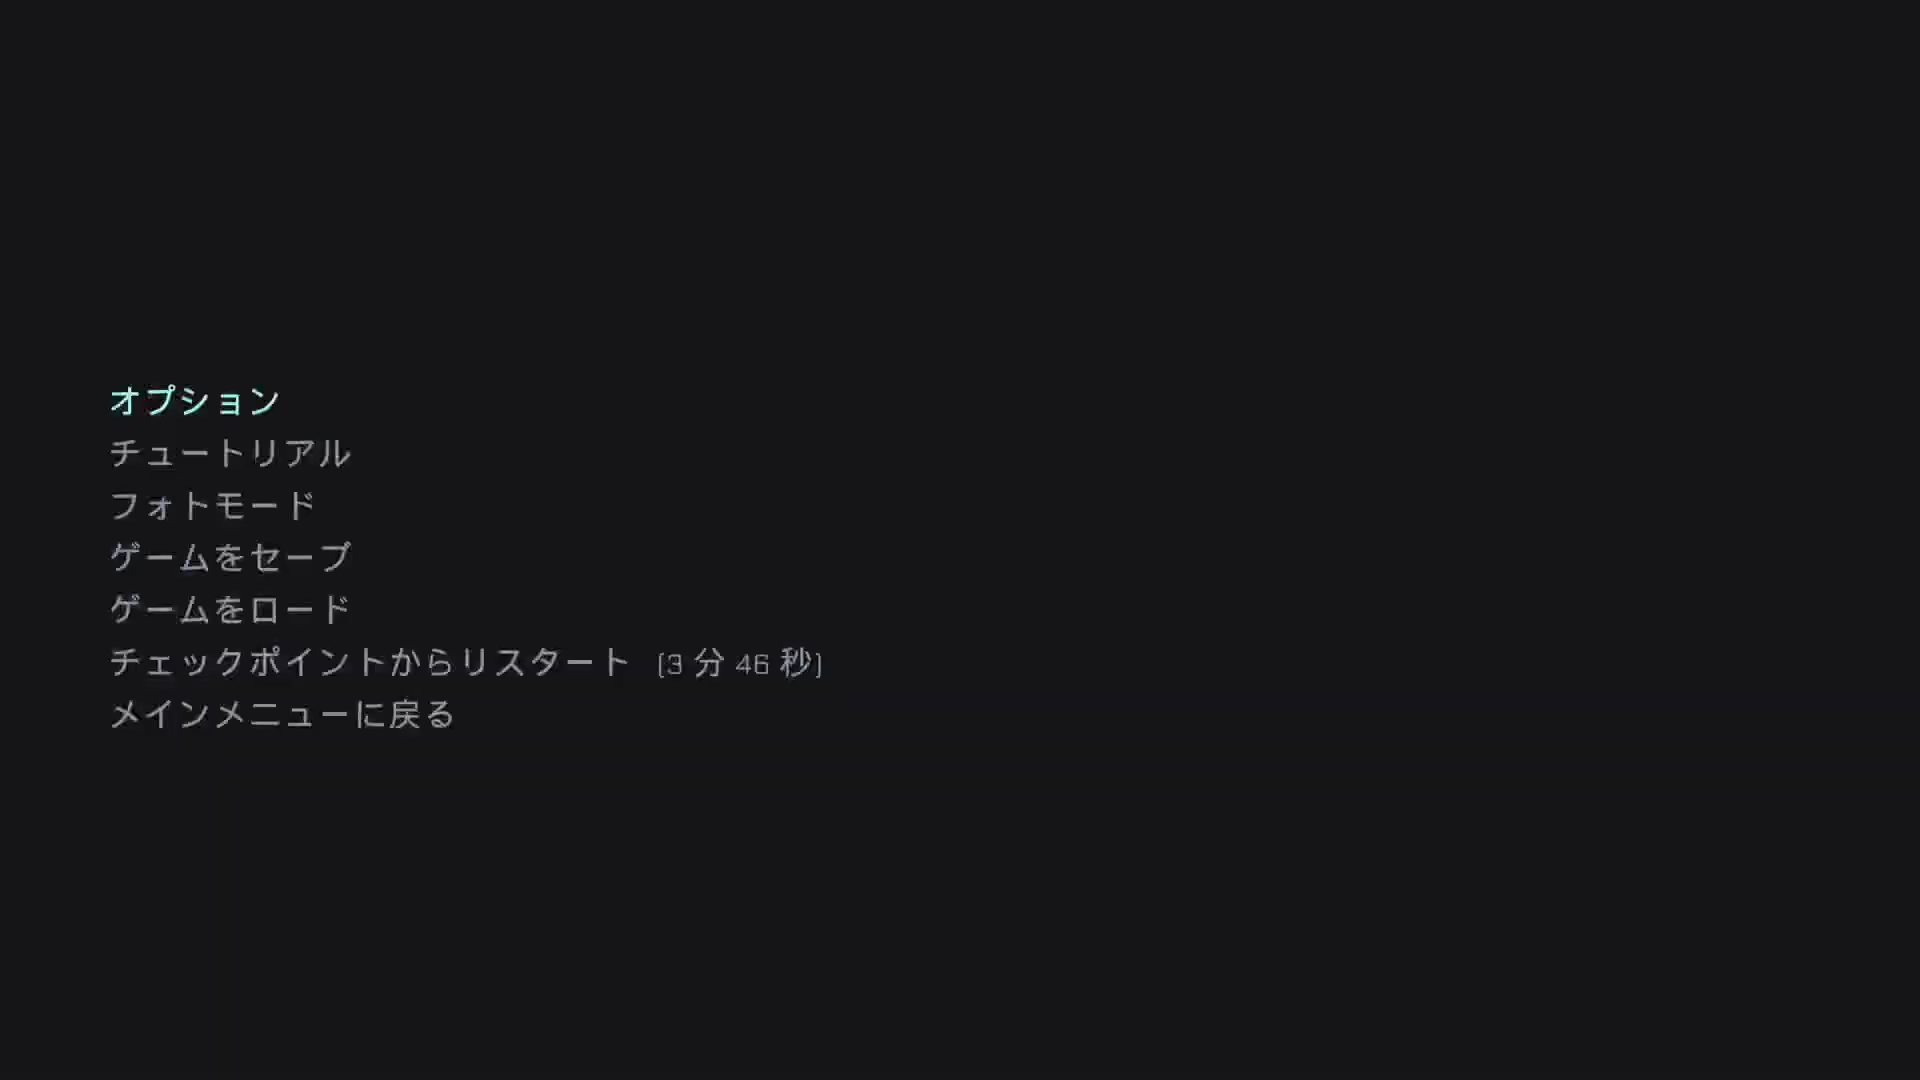 オプション
チュートリアル
フォトモード
ゲームをセーブ
ゲームをロード
チェックポイントからリスタート (3 分 46 秒)
メインメニューに戻る